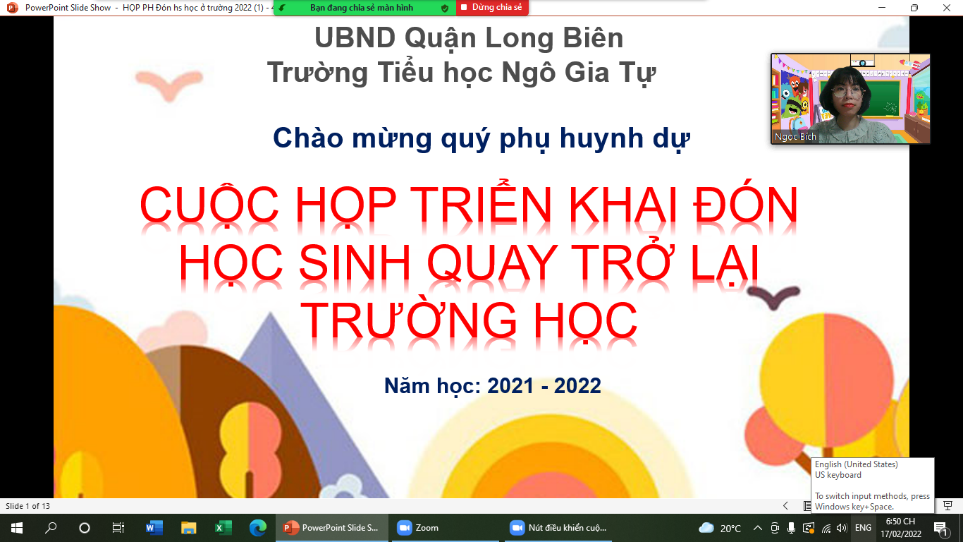 PowerPoint Slide Show - HỌP PH Đón hs học ở trường 2022 (1) - 
Bạn đang chia sẻ màn hình
Dừng chia sẻ
UBND Quận Long Biên
Trường Tiểu học Ngô Gia Tự
Ngọc Bích
Chào mừng quý phụ huynh dự
CUỘC HỌP TRIỂN KHAI ĐÓN
HỌC SINH QUAY TRỞ LẠI
TRƯỜNG HỌC
Năm học: 2021 - 2022
English (United States)
US keyboard
To switch input methods, press
Windows key+Space.
Slide 1 of 13
PowerPoint Slide S...
Zoom
Nút điều khiển cuộ...
20°C
ENG
6:50 CH
17/02/2022
1